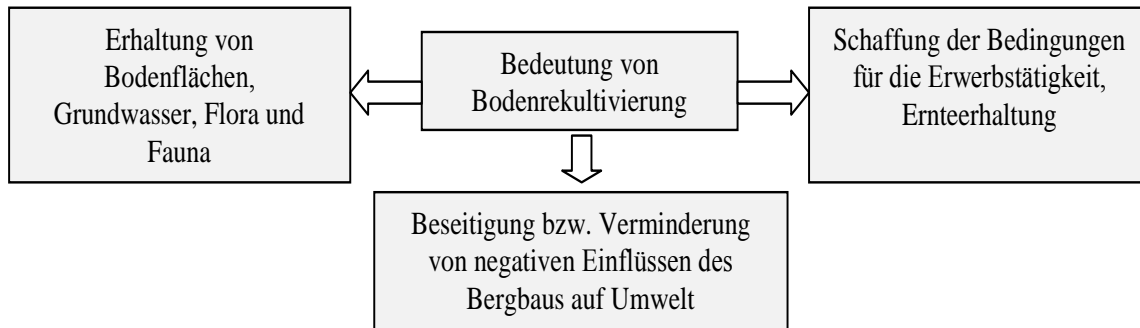 Erhaltung von
Bodenflächen,
Grundwasser, Flora und
Fauna
Bedeutung von
Bodenrekultivierung
Schaffung der Bedingungen
für die Erwerbstätigkeit,
Ernteerhaltung
Beseitigung bzw. Verminderung
von negativen Einflüssen des
Bergbaus auf Umwelt